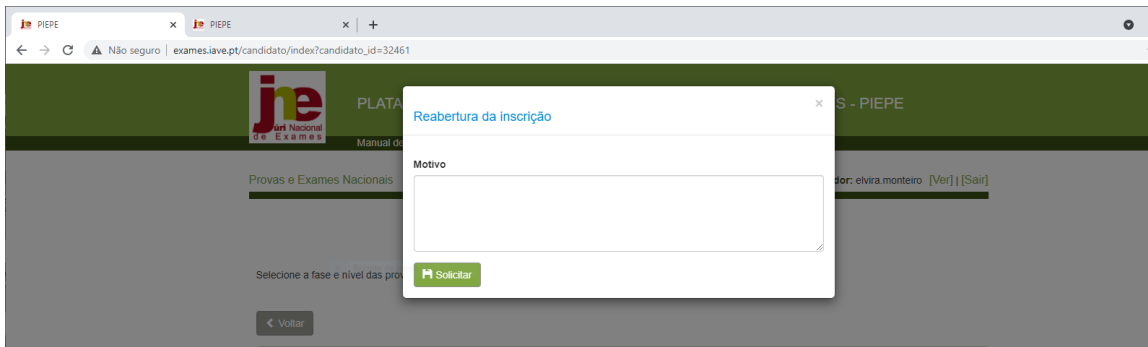 PIEPE
PIEPE
Não seguro | exames.iave.pt/candidato/index?candidato_id=32461
jne
Júri Nacional
de Exames
PLATA
S - PIEPE
Manual de
Reabertura da inscrição
×
Motivo
Provas e Exames Nacionais
dor: elvira.monteiro [Ver] | [Sair]
Selecione a fase e nível das prov
Solicitar
Voltar